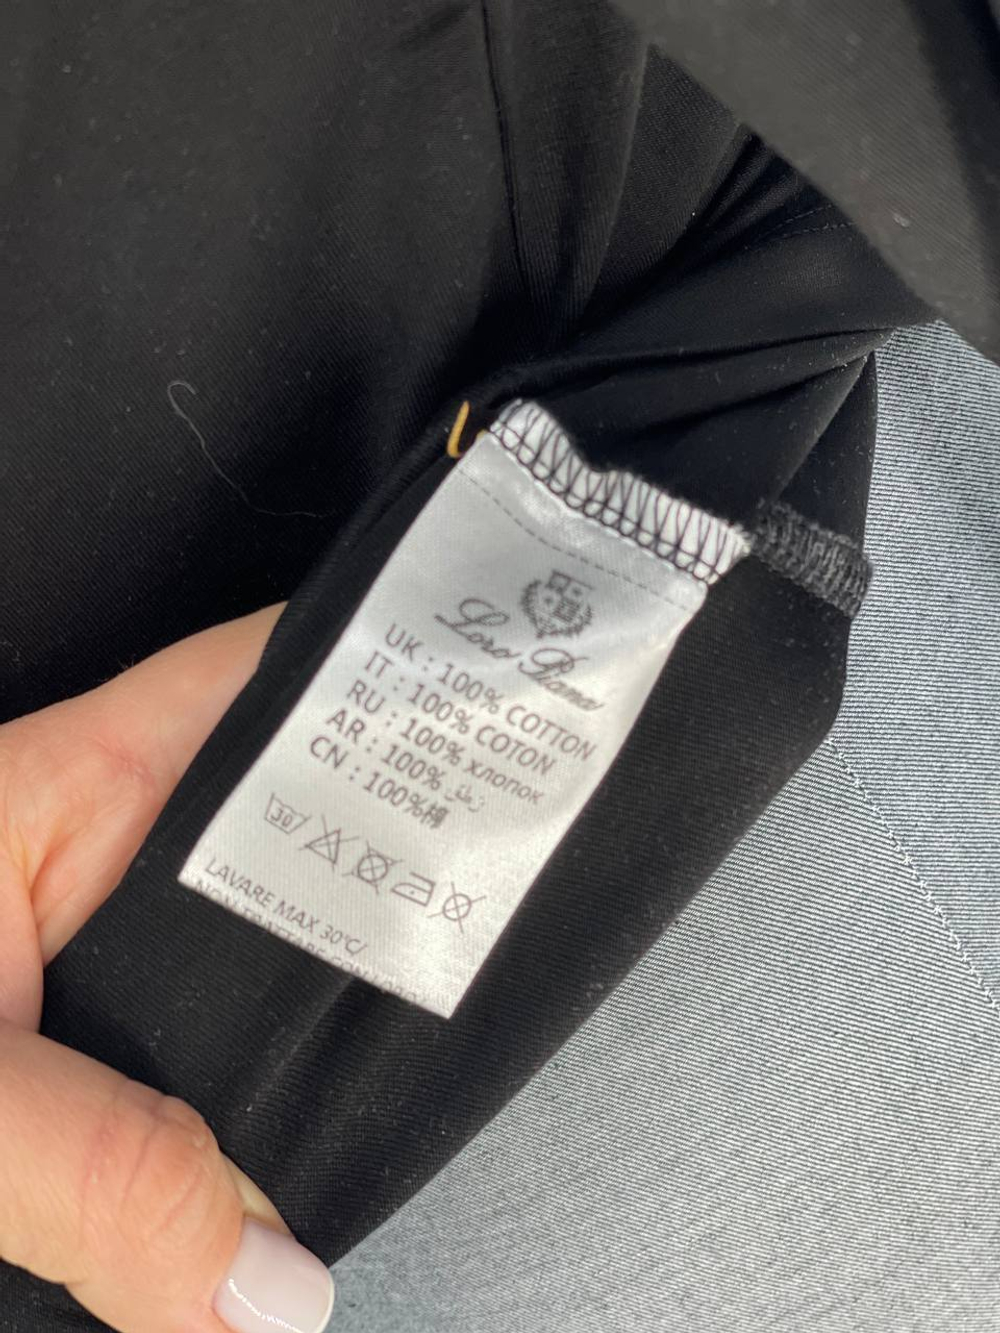 Loro Piana
UK : 100% COTTON
IT : 100% COTON
RU : 100% хлопок
AR : 100%
CN : 100%棉
30
LAVARE MAX 30℃/